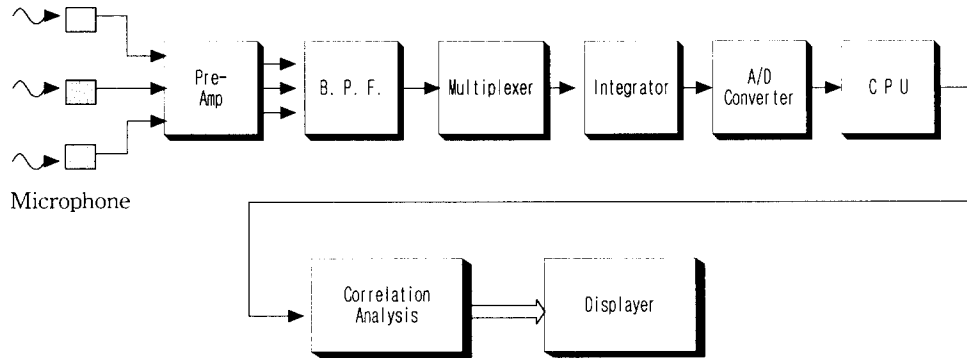 Pre-
Amp
B. P. F.
Multiplexer
Integrator
A/D
Converter
C P U
Microphone
Correlation
Analysis
Displayer